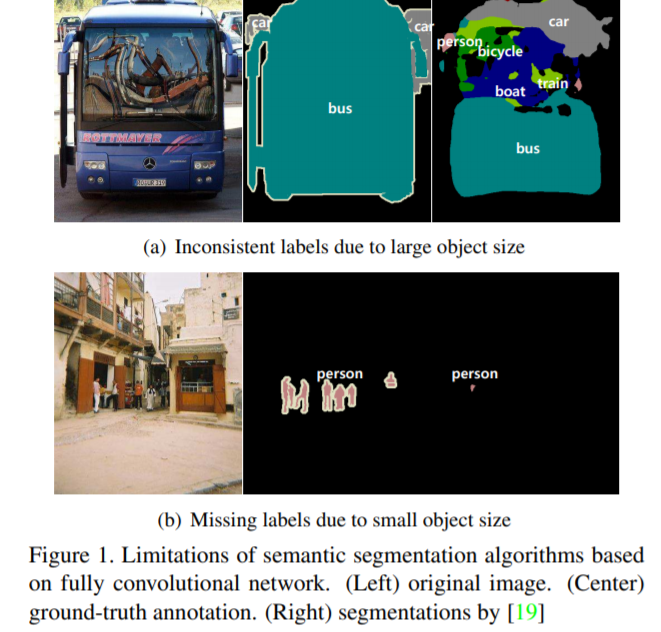 car
car
bus
car
person
bicycle
train
boat
bus
ROTTMAYER
(a) Inconsistent labels due to large object size
person
person
(b) Missing labels due to small object size
Figure 1. Limitations of semantic segmentation algorithms based
on fully convolutional network. (Left) original image. (Center)
ground-truth annotation. (Right) segmentations by [19]